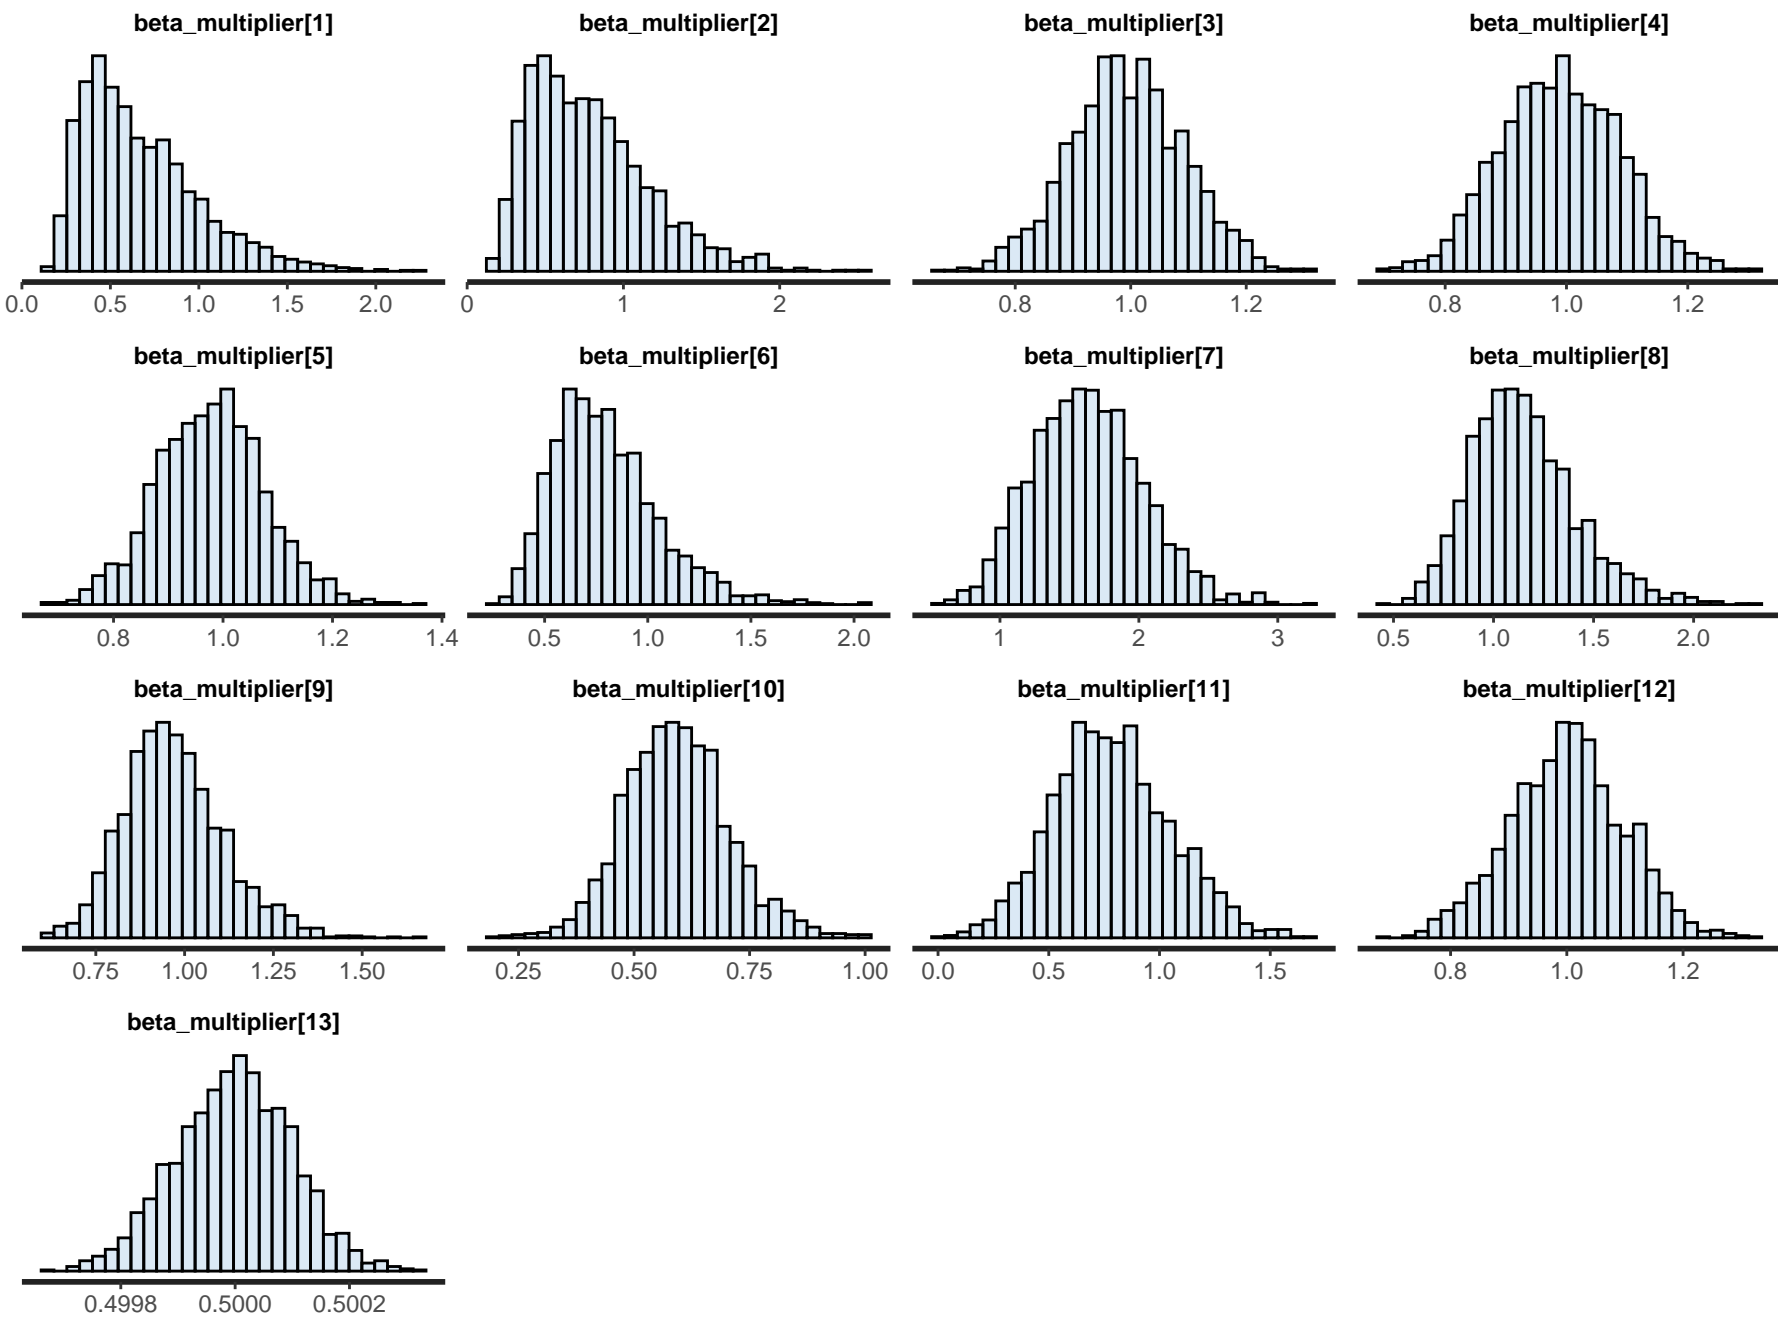 beta_multiplier[1] beta_multiplier[2] beta_multiplier[3] beta_multiplier[4]
0.0 0.5 1.0 1.5 2.0 0 1 2 0.8 1.0 1.2 0.8 1.0 1.2
beta_multiplier[5] beta_multiplier[6] beta_multiplier[7] beta_multiplier[8]
0.8 1.0 1.2 1.4 0.5 1.0 1.5 2.0 1 2 3 0.5 1.0 1.5 2.0
beta_multiplier[9] beta_multiplier[10] beta_multiplier[11] beta_multiplier[12]
0.75 1.00 1.25 1.50 0.25 0.50 0.75 1.00 0.0 0.5 1.0 1.5 0.8 1.0 1.2
beta_multiplier[13]
0.4998 0.5000 0.5002